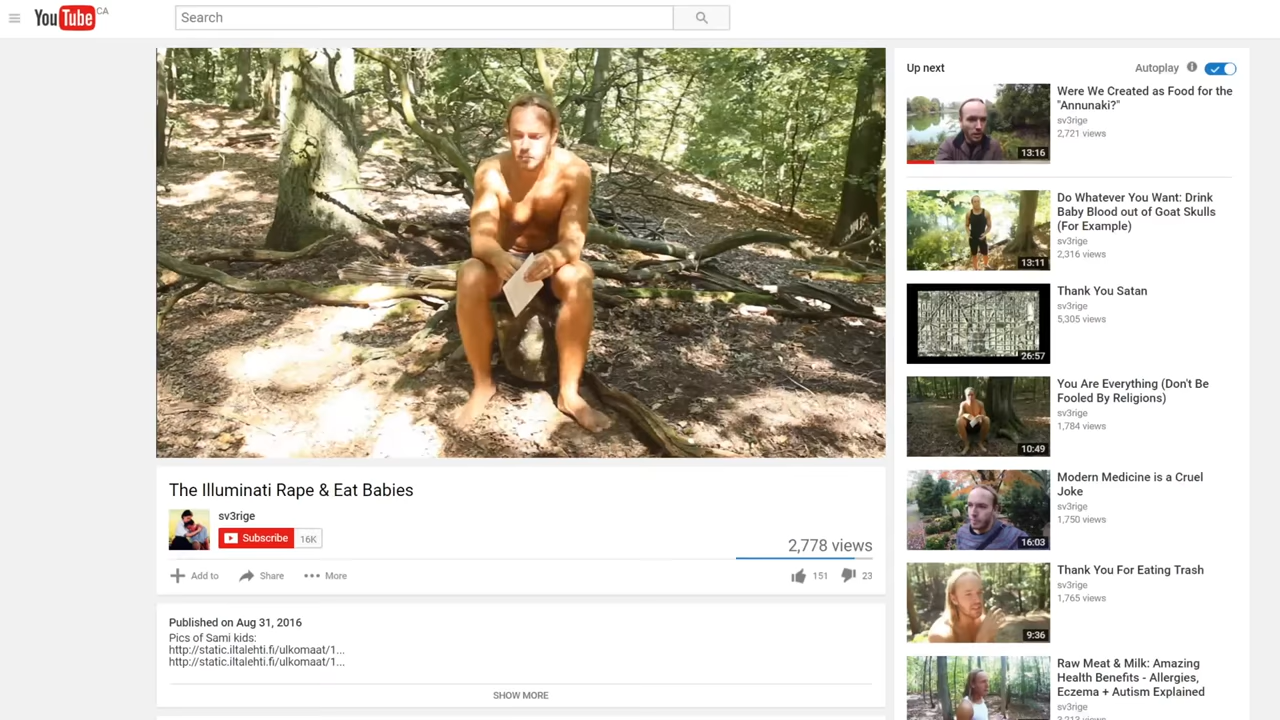 YouTube CA
Search
Up next
Autoplay
Were We Created as Food for the
"Annunaki?"
sv3rige
2,721 views
13:16
Do Whatever You Want: Drink
Baby Blood out of Goat Skulls
(For Example)
sv3rige
2,316 views
13:11
Thank You Satan
sv3rige
5,305 views
26:57
You Are Everything (Don't Be
Fooled By Religions)
sv3rige
1,784 views
10:49
Modern Medicine is a Cruel
Joke
sv3rige
1,750 views
16:03
Thank You For Eating Trash
sv3rige
1,765 views
9:36
Raw Meat & Milk: Amazing
Health Benefits - Allergies,
Eczema + Autism Explained
sv3rige
3,213 views
The Illuminati Rape & Eat Babies
sv3rige
Subscribe 16K
2,778 views
Add to Share More
151 23
Published on Aug 31, 2016
Pics of Sami kids:
http://static.iltalehti.fi/ulkomaat/1...
http://static.iltalehti.fi/ulkomaat/1...
SHOW MORE